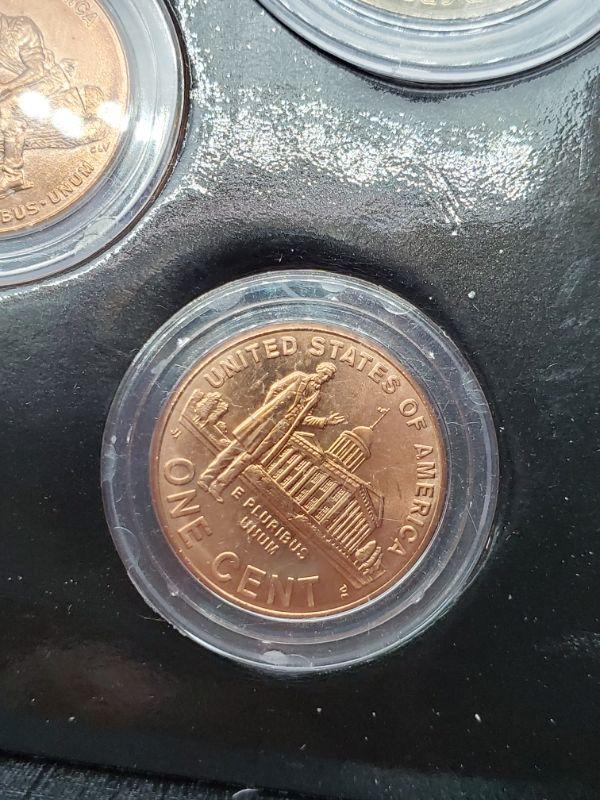 UNITED STATES OF AMERICA
E PLURIBUS
UNUM
ONE CENT
BUS · UNUM